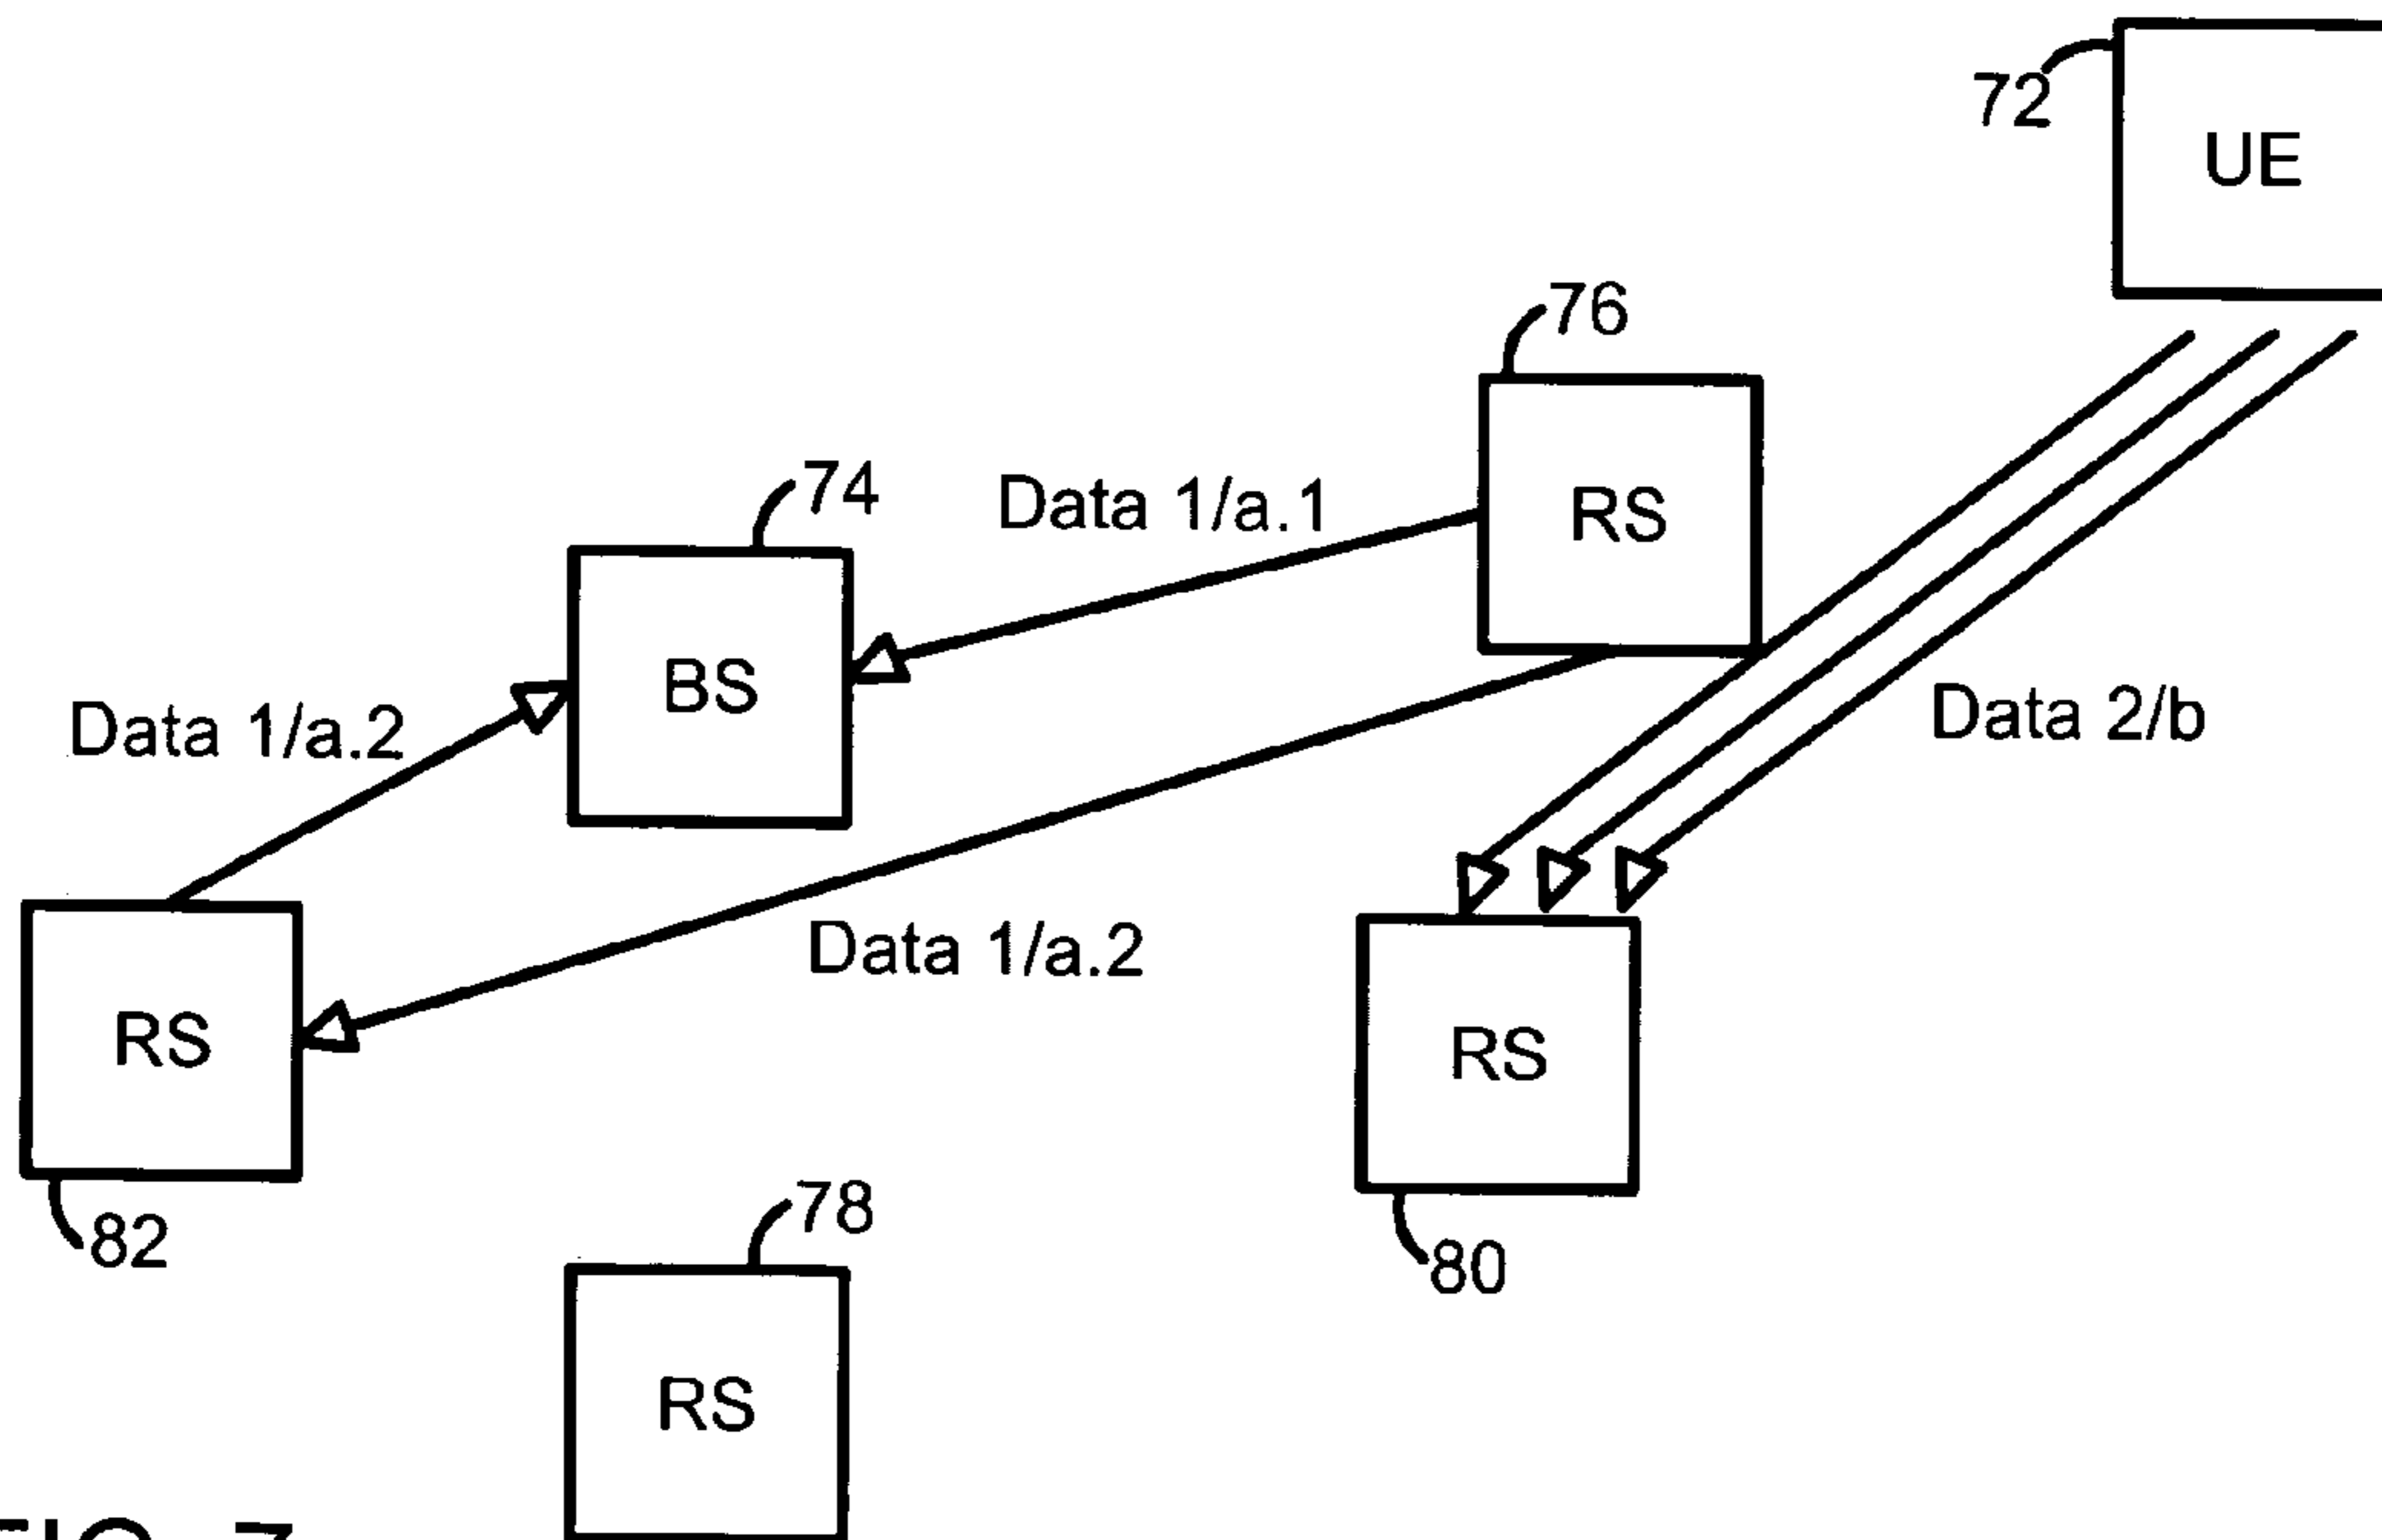 72
UE
76
RS
74
Data 1/a.1
BS
Data 1/a.2
Data 2/b
Data 1/a.2
RS
RS
82
78
80
RS